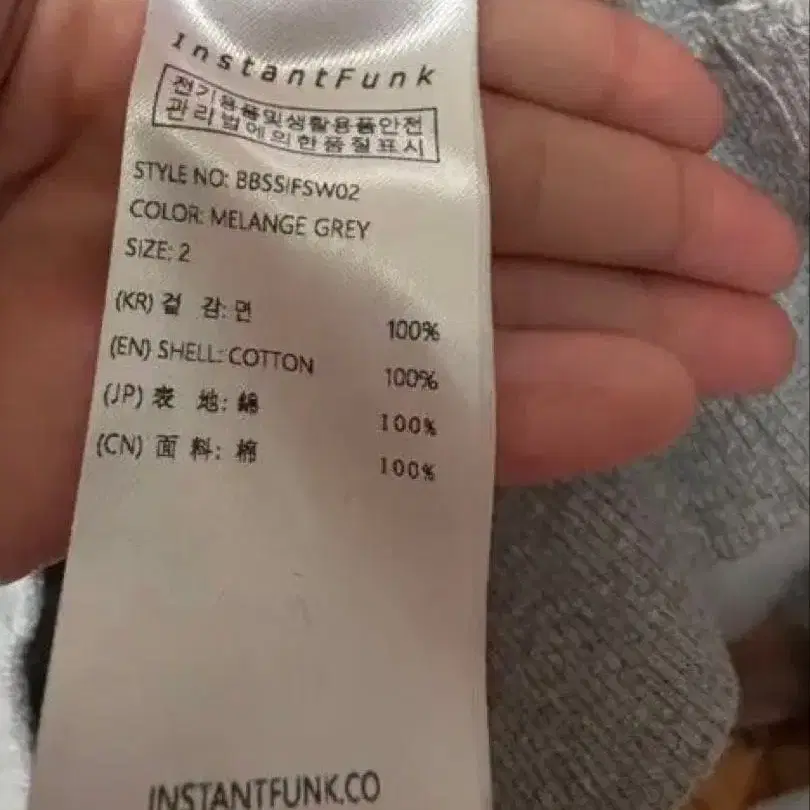 InstantFunk
전기용품및생활용품안전
관리법에의한품질표시
STYLE NO: BBSSIFSW02
COLOR: MELANGE GREY
SIZE: 2
(KR) 겉 감: 면 100%
(EN) SHELL: COTTON 100%
(JP) 表 地: 綿 100%
(CN) 面 料: 棉 100%
INSTANTFUNK.CO